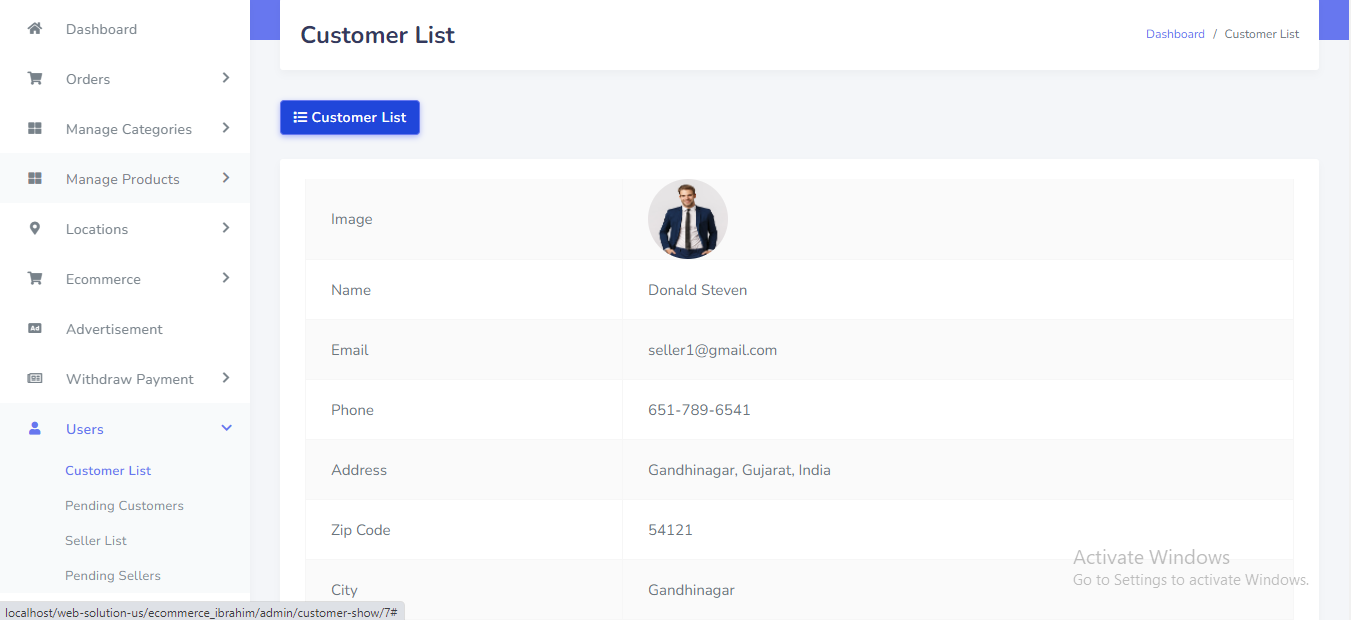 Dashboard
Orders
Manage Categories
Manage Products
Locations
Ecommerce
Ad
Advertisement
Withdraw Payment
Users
Customer List
Pending Customers
Seller List
Pending Sellers
Customer List
Dashboard / Customer List
Customer List
Image
Name Donald Steven
Email seller1@gmail.com
Phone 651-789-6541
Address Gandhinagar, Gujarat, India
Zip Code 54121
City Gandhinagar
Activate Windows
Go to Settings to activate Windows.
localhost/web-solution-us/ecommerce_ibrahim/admin/customer-show/7#